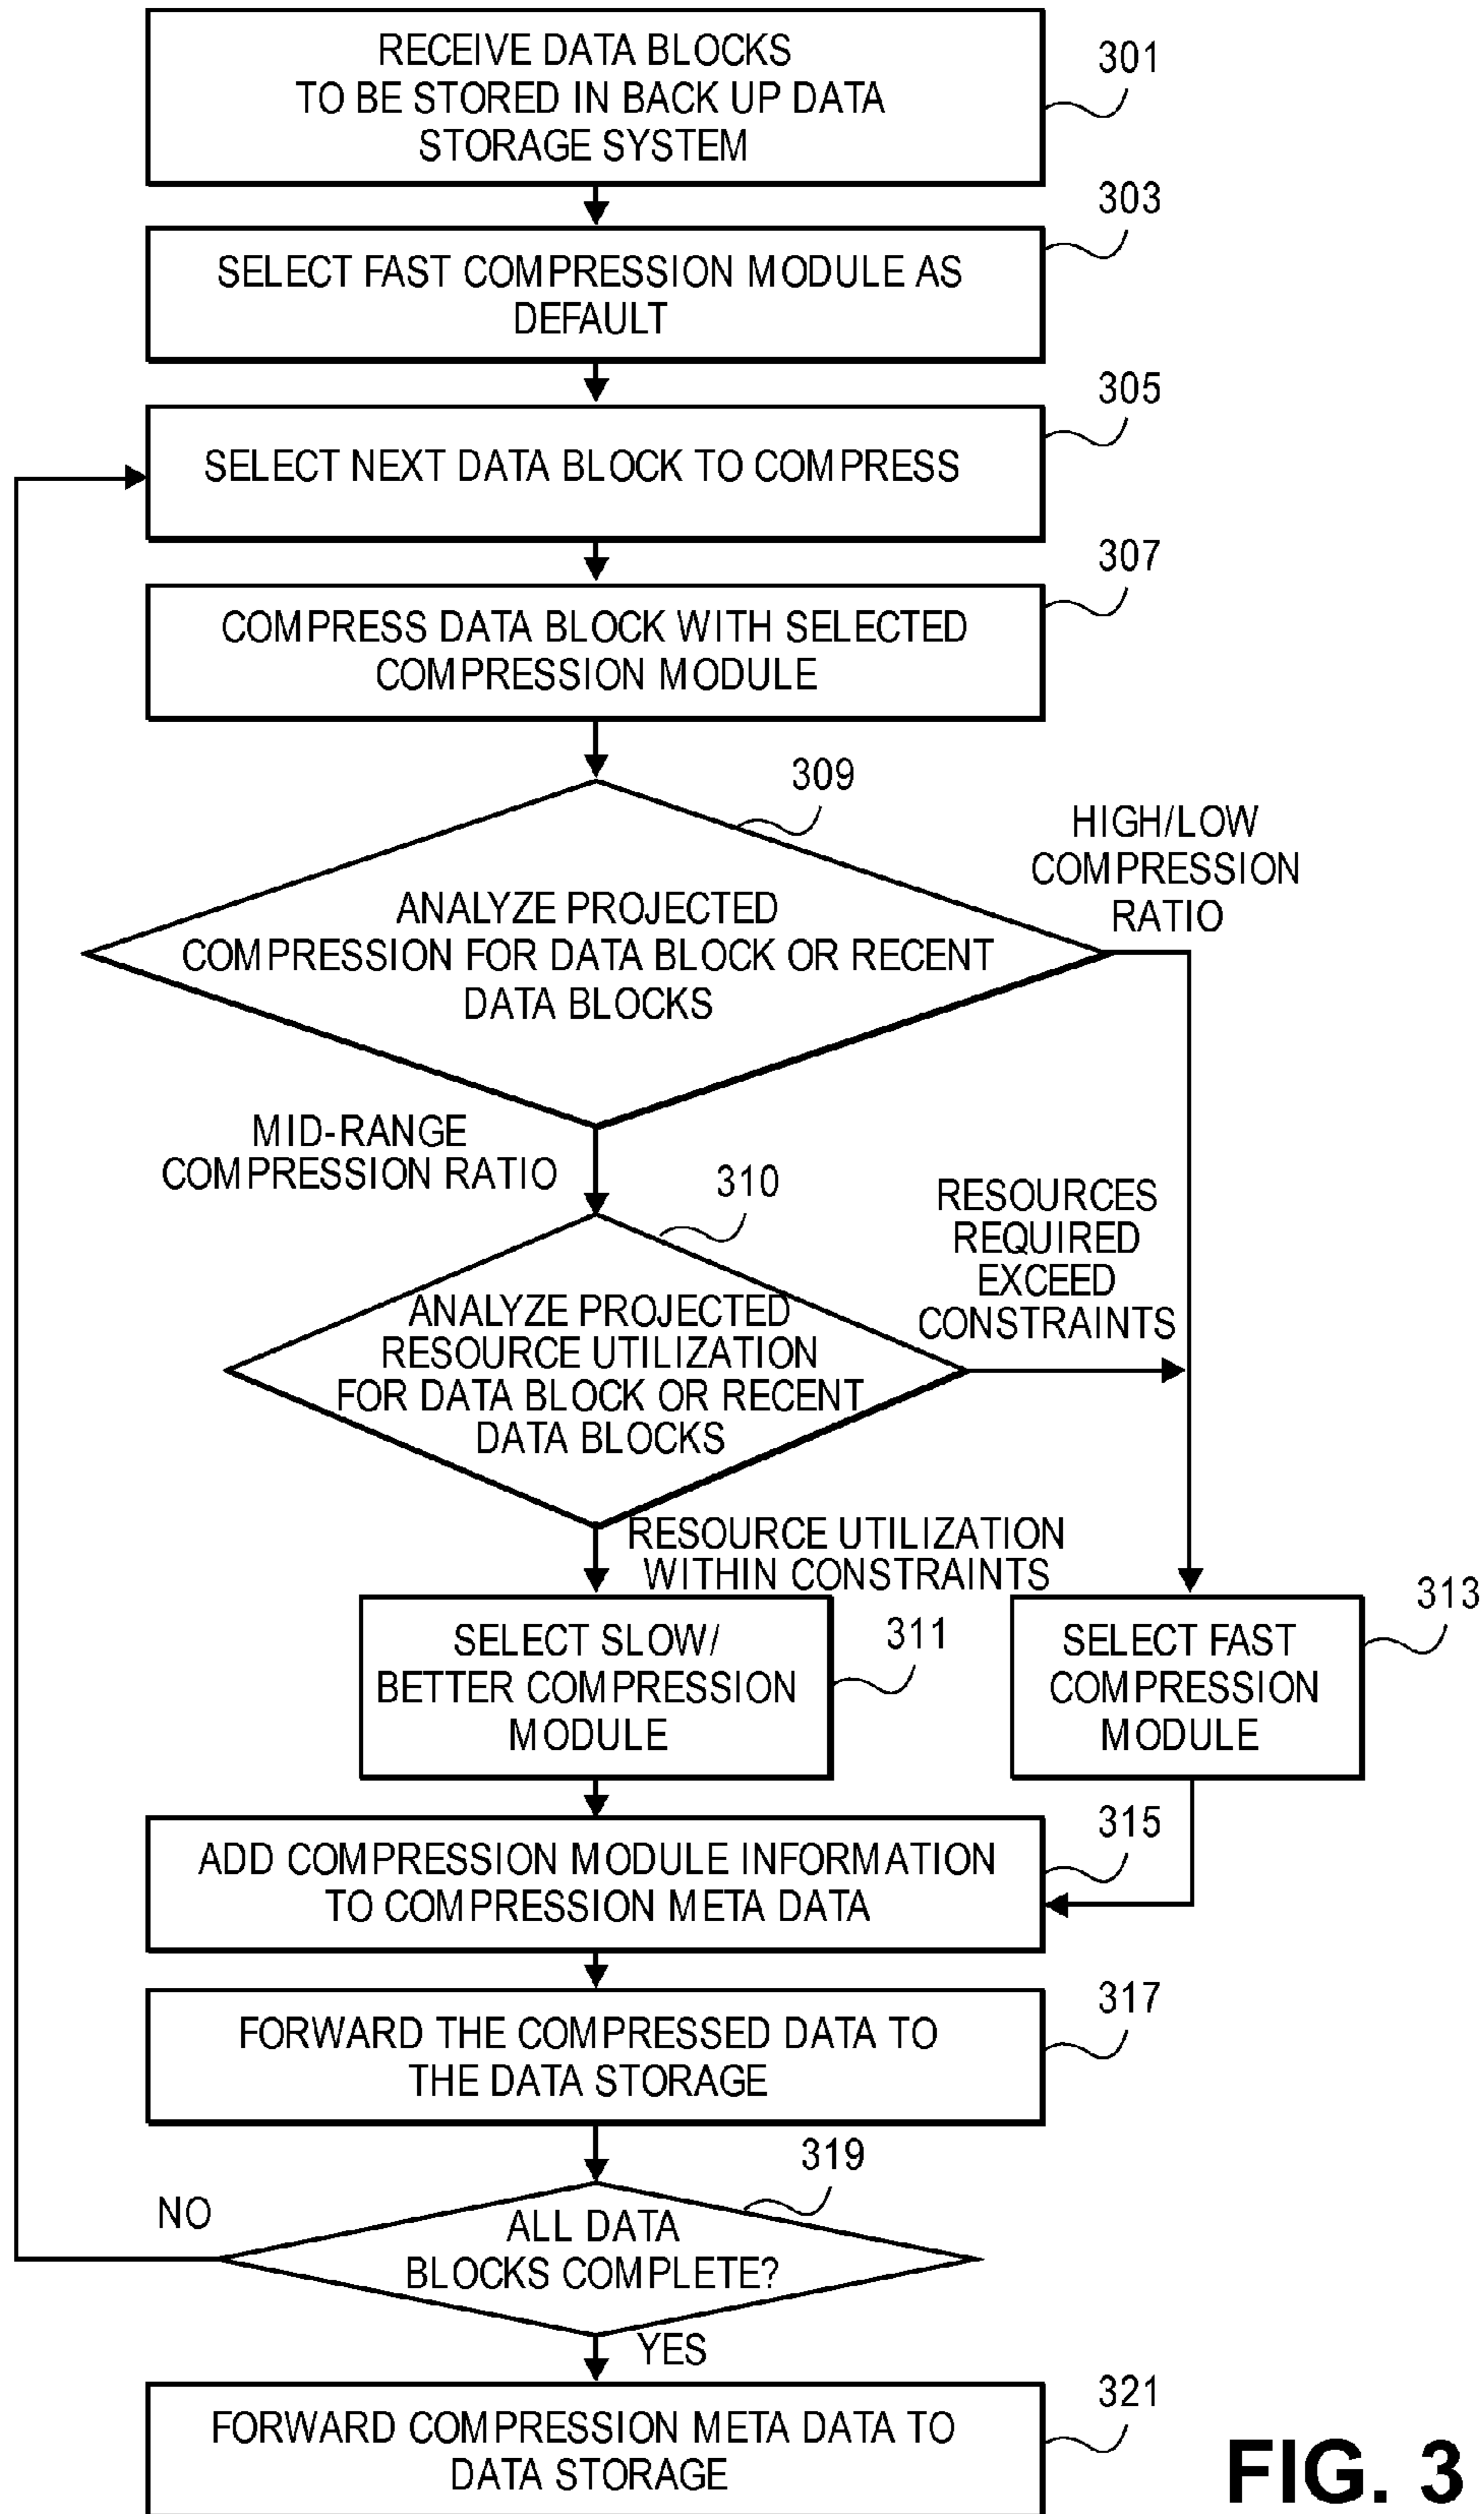 RECEIVE DATA BLOCKS
TO BE STORED IN BACK UP DATA
STORAGE SYSTEM
301
SELECT FAST COMPRESSION MODULE AS
DEFAULT
303
SELECT NEXT DATA BLOCK TO COMPRESS
305
COMPRESS DATA BLOCK WITH SELECTED
COMPRESSION MODULE
307
309
ANALYZE PROJECTED
COMPRESSION FOR DATA BLOCK OR RECENT
DATA BLOCKS
HIGH/LOW
COMPRESSION
RATIO
MID-RANGE
COMPRESSION RATIO
310
ANALYZE PROJECTED
RESOURCE UTILIZATION
FOR DATA BLOCK OR RECENT
DATA BLOCKS
RESOURCES
REQUIRED
EXCEED
CONSTRAINTS
RESOURCE UTILIZATION
WITHIN CONSTRAINTS
SELECT SLOW/
BETTER COMPRESSION
MODULE
311
SELECT FAST
COMPRESSION
MODULE
313
ADD COMPRESSION MODULE INFORMATION
TO COMPRESSION META DATA
315
FORWARD THE COMPRESSED DATA TO
THE DATA STORAGE
317
319
NO
ALL DATA
BLOCKS COMPLETE?
YES
FORWARD COMPRESSION META DATA TO
DATA STORAGE
321
FIG. 3